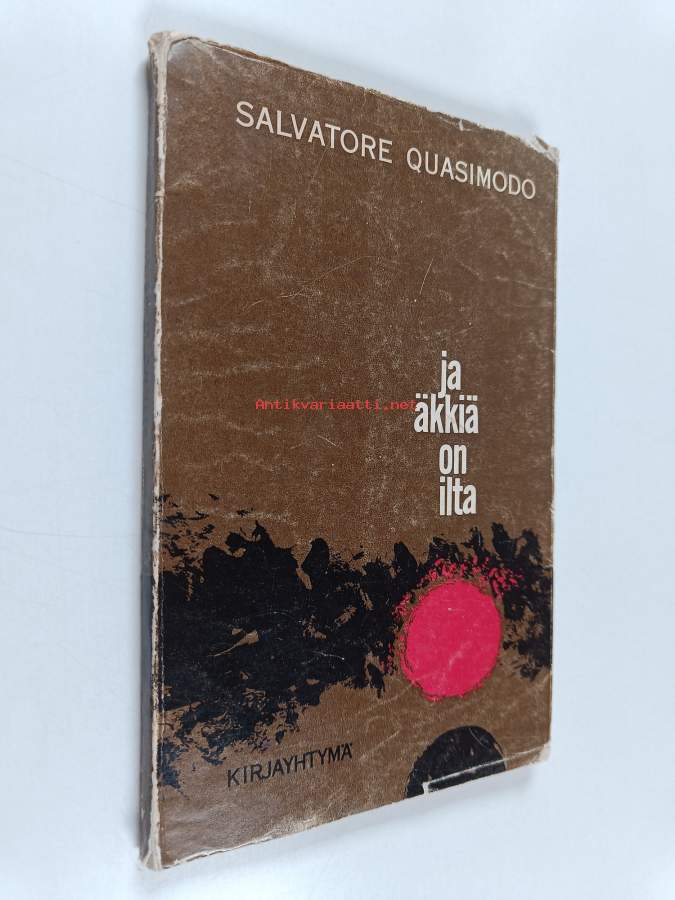 SALVATORE QUASIMODO
ja
äkkiä
on
ilta
Antikvariaatti.net
KIRJAYHTYMÄ